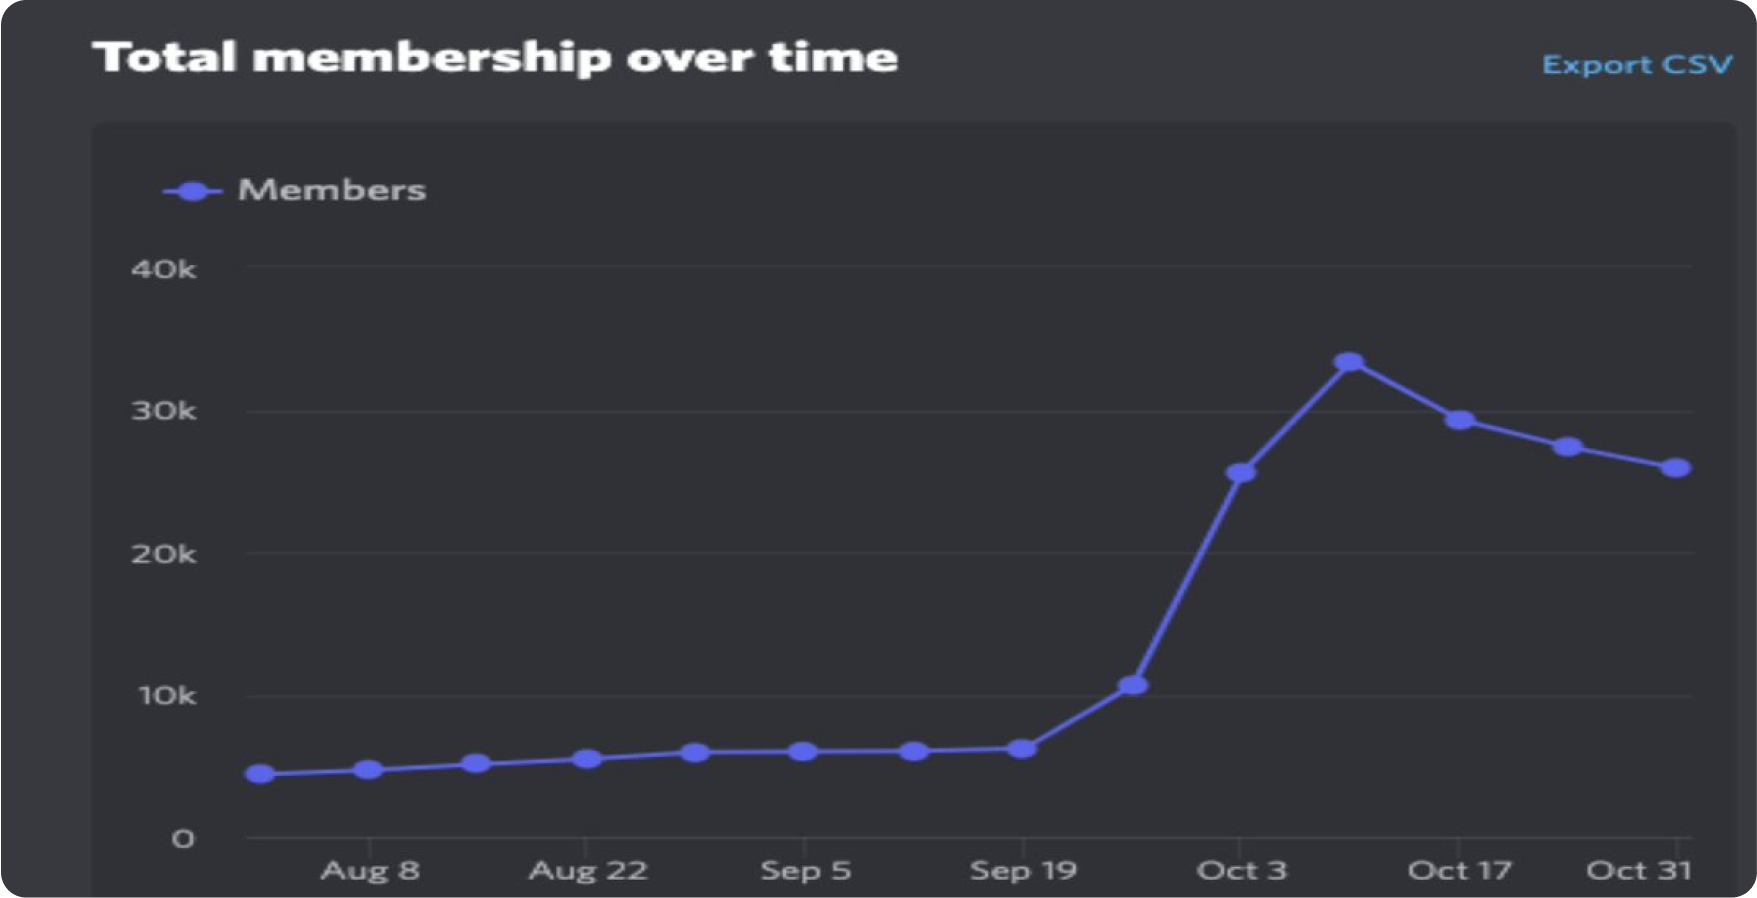 Total membership over time
Export CSV
Members
40k
30k
20k
10k
0
Aug 8 Aug 22 Sep 5 Sep 19 Oct 3 Oct 17 Oct 31